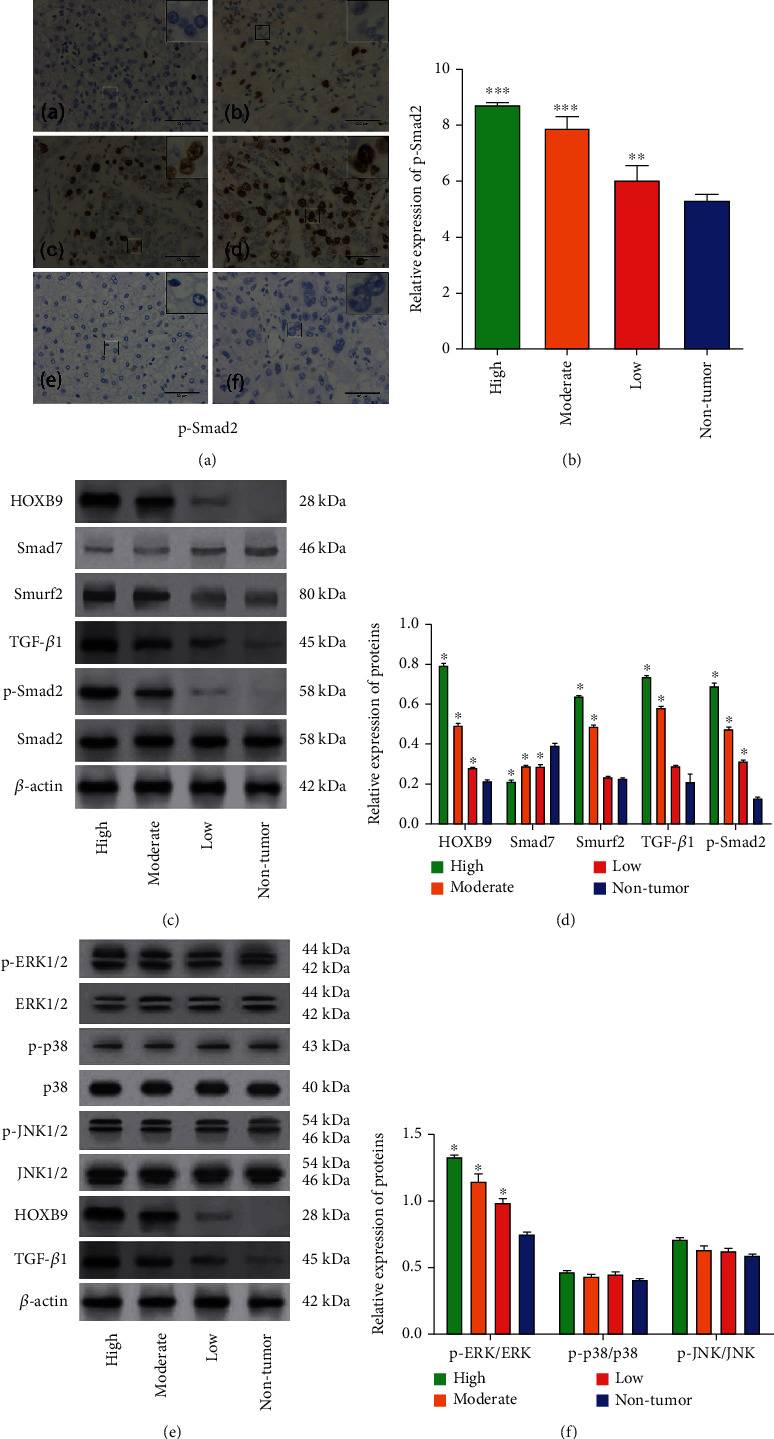 (a)
(b)
(c)
(d)
(e)
(f)
p-Smad2
(a)
Relative expression of p-Smad2
10
8
6
4
2
0
***
***
**
High
Moderate
Low
Non-tumor
(b)
HOXB9 28 kDa
Smad7 46 kDa
Smurf2 80 kDa
TGF-β1 45 kDa
p-Smad2 58 kDa
Smad2 58 kDa
β-actin 42 kDa
High
Moderate
Low
Non-tumor
(c)
Relative expression of proteins
1.0
0.8
0.6
0.4
0.2
0.0
* * *
* * *
* *
* *
* * *
HOXB9 Smad7 Smurf2 TGF-β1 p-Smad2
High Low
Moderate Non-tumor
(d)
p-ERK1/2 44 kDa
42 kDa
ERK1/2 44 kDa
42 kDa
p-p38 43 kDa
p38 40 kDa
p-JNK1/2 54 kDa
46 kDa
JNK1/2 54 kDa
46 kDa
HOXB9 28 kDa
TGF-β1 45 kDa
β-actin 42 kDa
High
Moderate
Low
Non-tumor
(e)
Relative expression of proteins
1.5
1.0
0.5
0.0
* * *
p-ERK/ERK p-p38/p38 p-JNK/JNK
High Low
Moderate Non-tumor
(f)